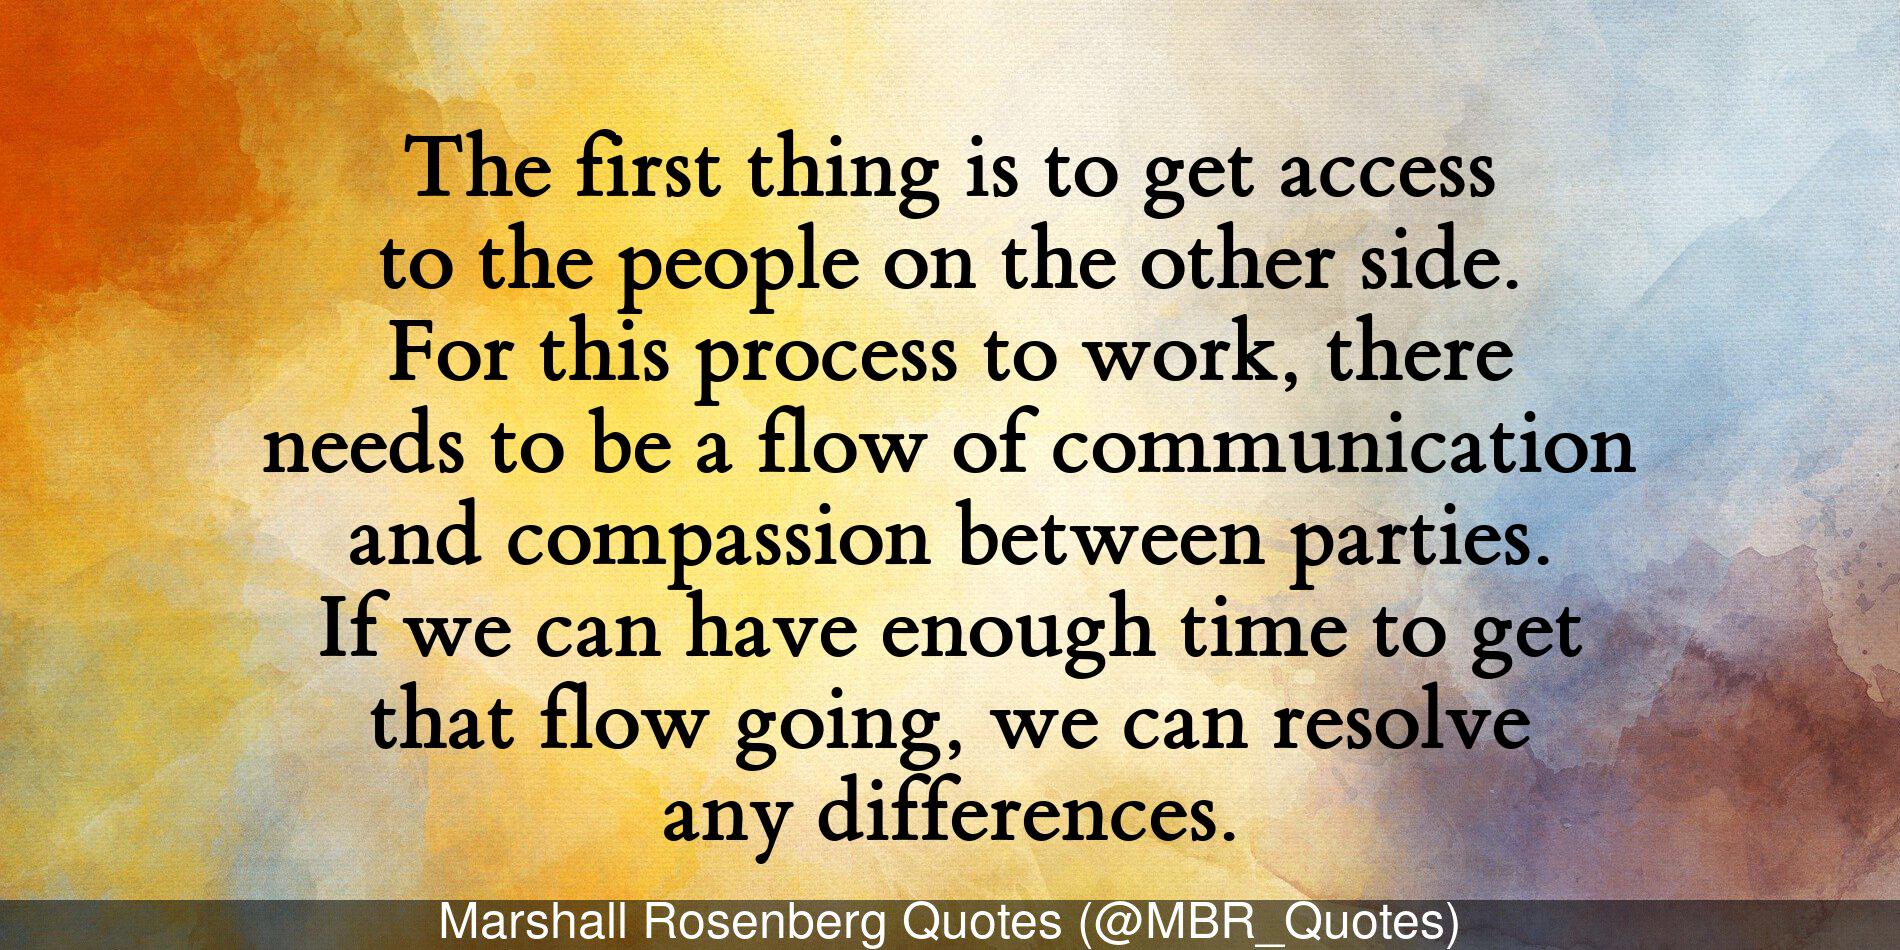 The first thing is to get access
to the people on the other side.
For this process to work, there
needs to be a flow of communication
and compassion between parties.
If we can have enough time to get
that flow going, we can resolve
any differences.
Marshall Rosenberg Quotes (@MBR_Quotes)